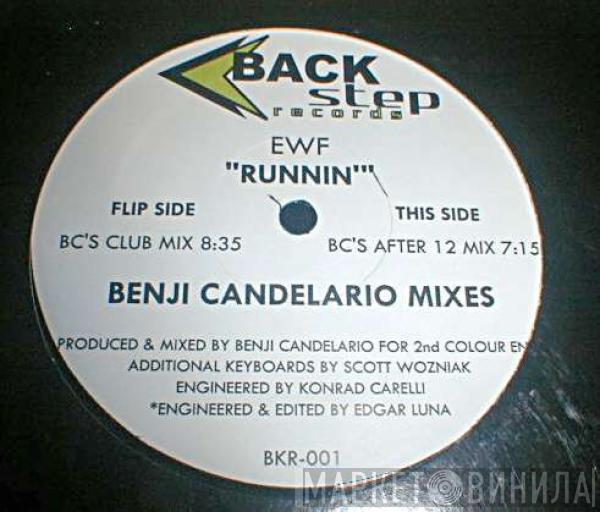 BACK
step
records
EWF
"RUNNIN'"
FLIP SIDE
THIS SIDE
BC'S CLUB MIX 8:35
BC'S AFTER 12 MIX 7:15
BENJI CANDELARIO MIXES
PRODUCED & MIXED BY BENJI CANDELARIO FOR 2nd COLOUR EN
ADDITIONAL KEYBOARDS BY SCOTT WOZNIAK
ENGINEERED BY KONRAD CARELLI
*ENGINEERED & EDITED BY EDGAR LUNA
BKR-001
МАРКЕТ ВИНИЛА